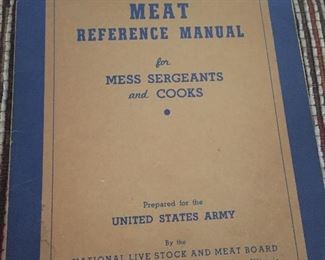 MEAT
REFERENCE MANUAL
for
MESS SERGEANTS
and COOKS
Prepared for the
UNITED STATES ARMY
By the
NATIONAL LIVE STOCK AND MEAT BOARD